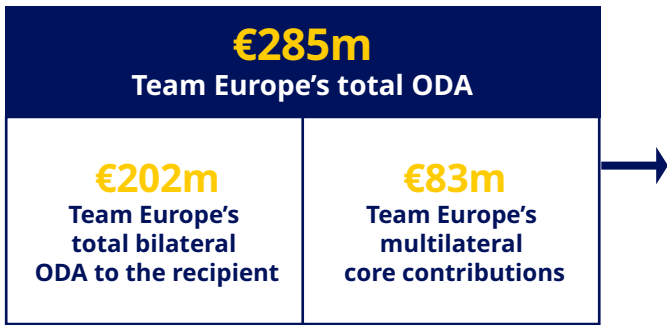 €285m
Team Europe’s total ODA
€202m
Team Europe’s
total bilateral
ODA to the recipient
€83m
Team Europe’s
multilateral
core contributions